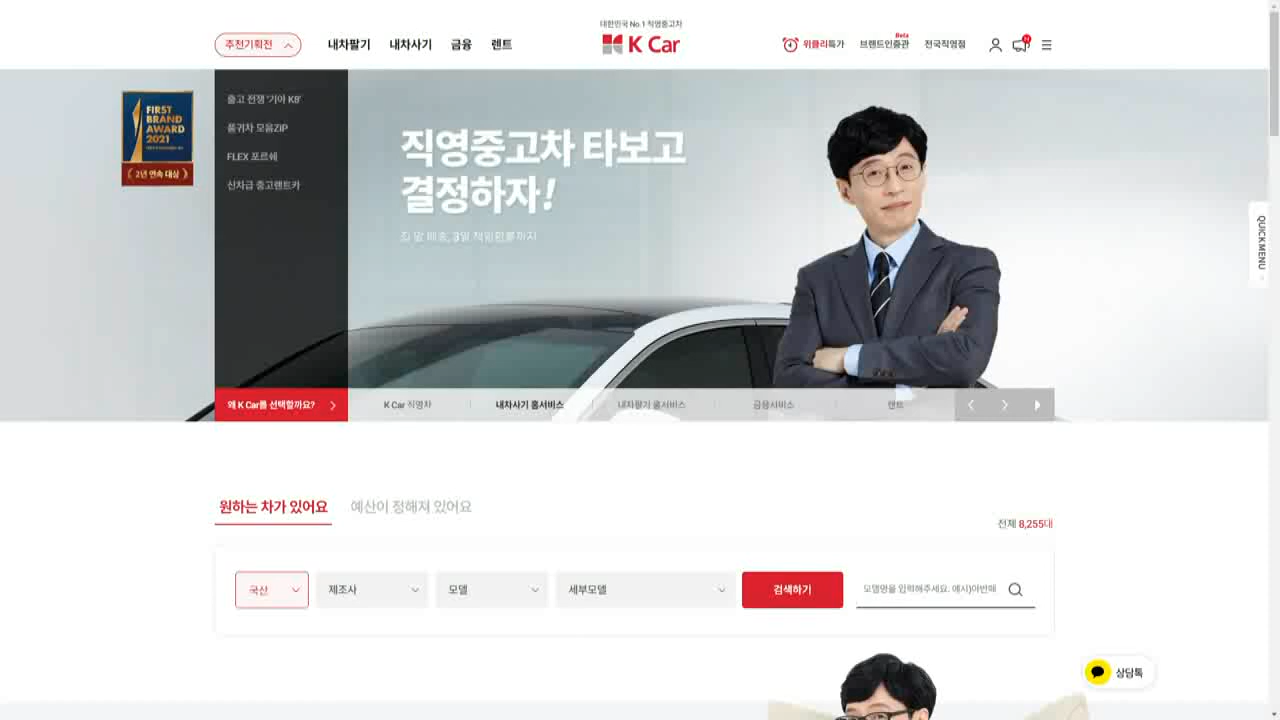 대한민국 No.1 직영중고차
추천기획전
내차팔기
내차사기
금융
렌트
K Car
위클리특가
Beta
브랜드인증관
전국직영점
N
FIRST
BRAND
AWARD
2021
2년 연속 대상
출고 전쟁 '기아 K8'
품귀차 모음ZIP
FLEX 포르쉐
신차급 중고렌트카
직영중고차 타보고
결정하자!
QUICKMENU
왜 K Car를 선택할까요?
K Car 직영차
내차사기 홈서비스
내차팔기 홈서비스
금융서비스
렌트
원하는 차가 있어요
예산이 정해져 있어요
전체 8,255대
국산
제조사
모델
세부모델
검색하기
모델명을 입력해주세요. 예시)아반떼
상담톡